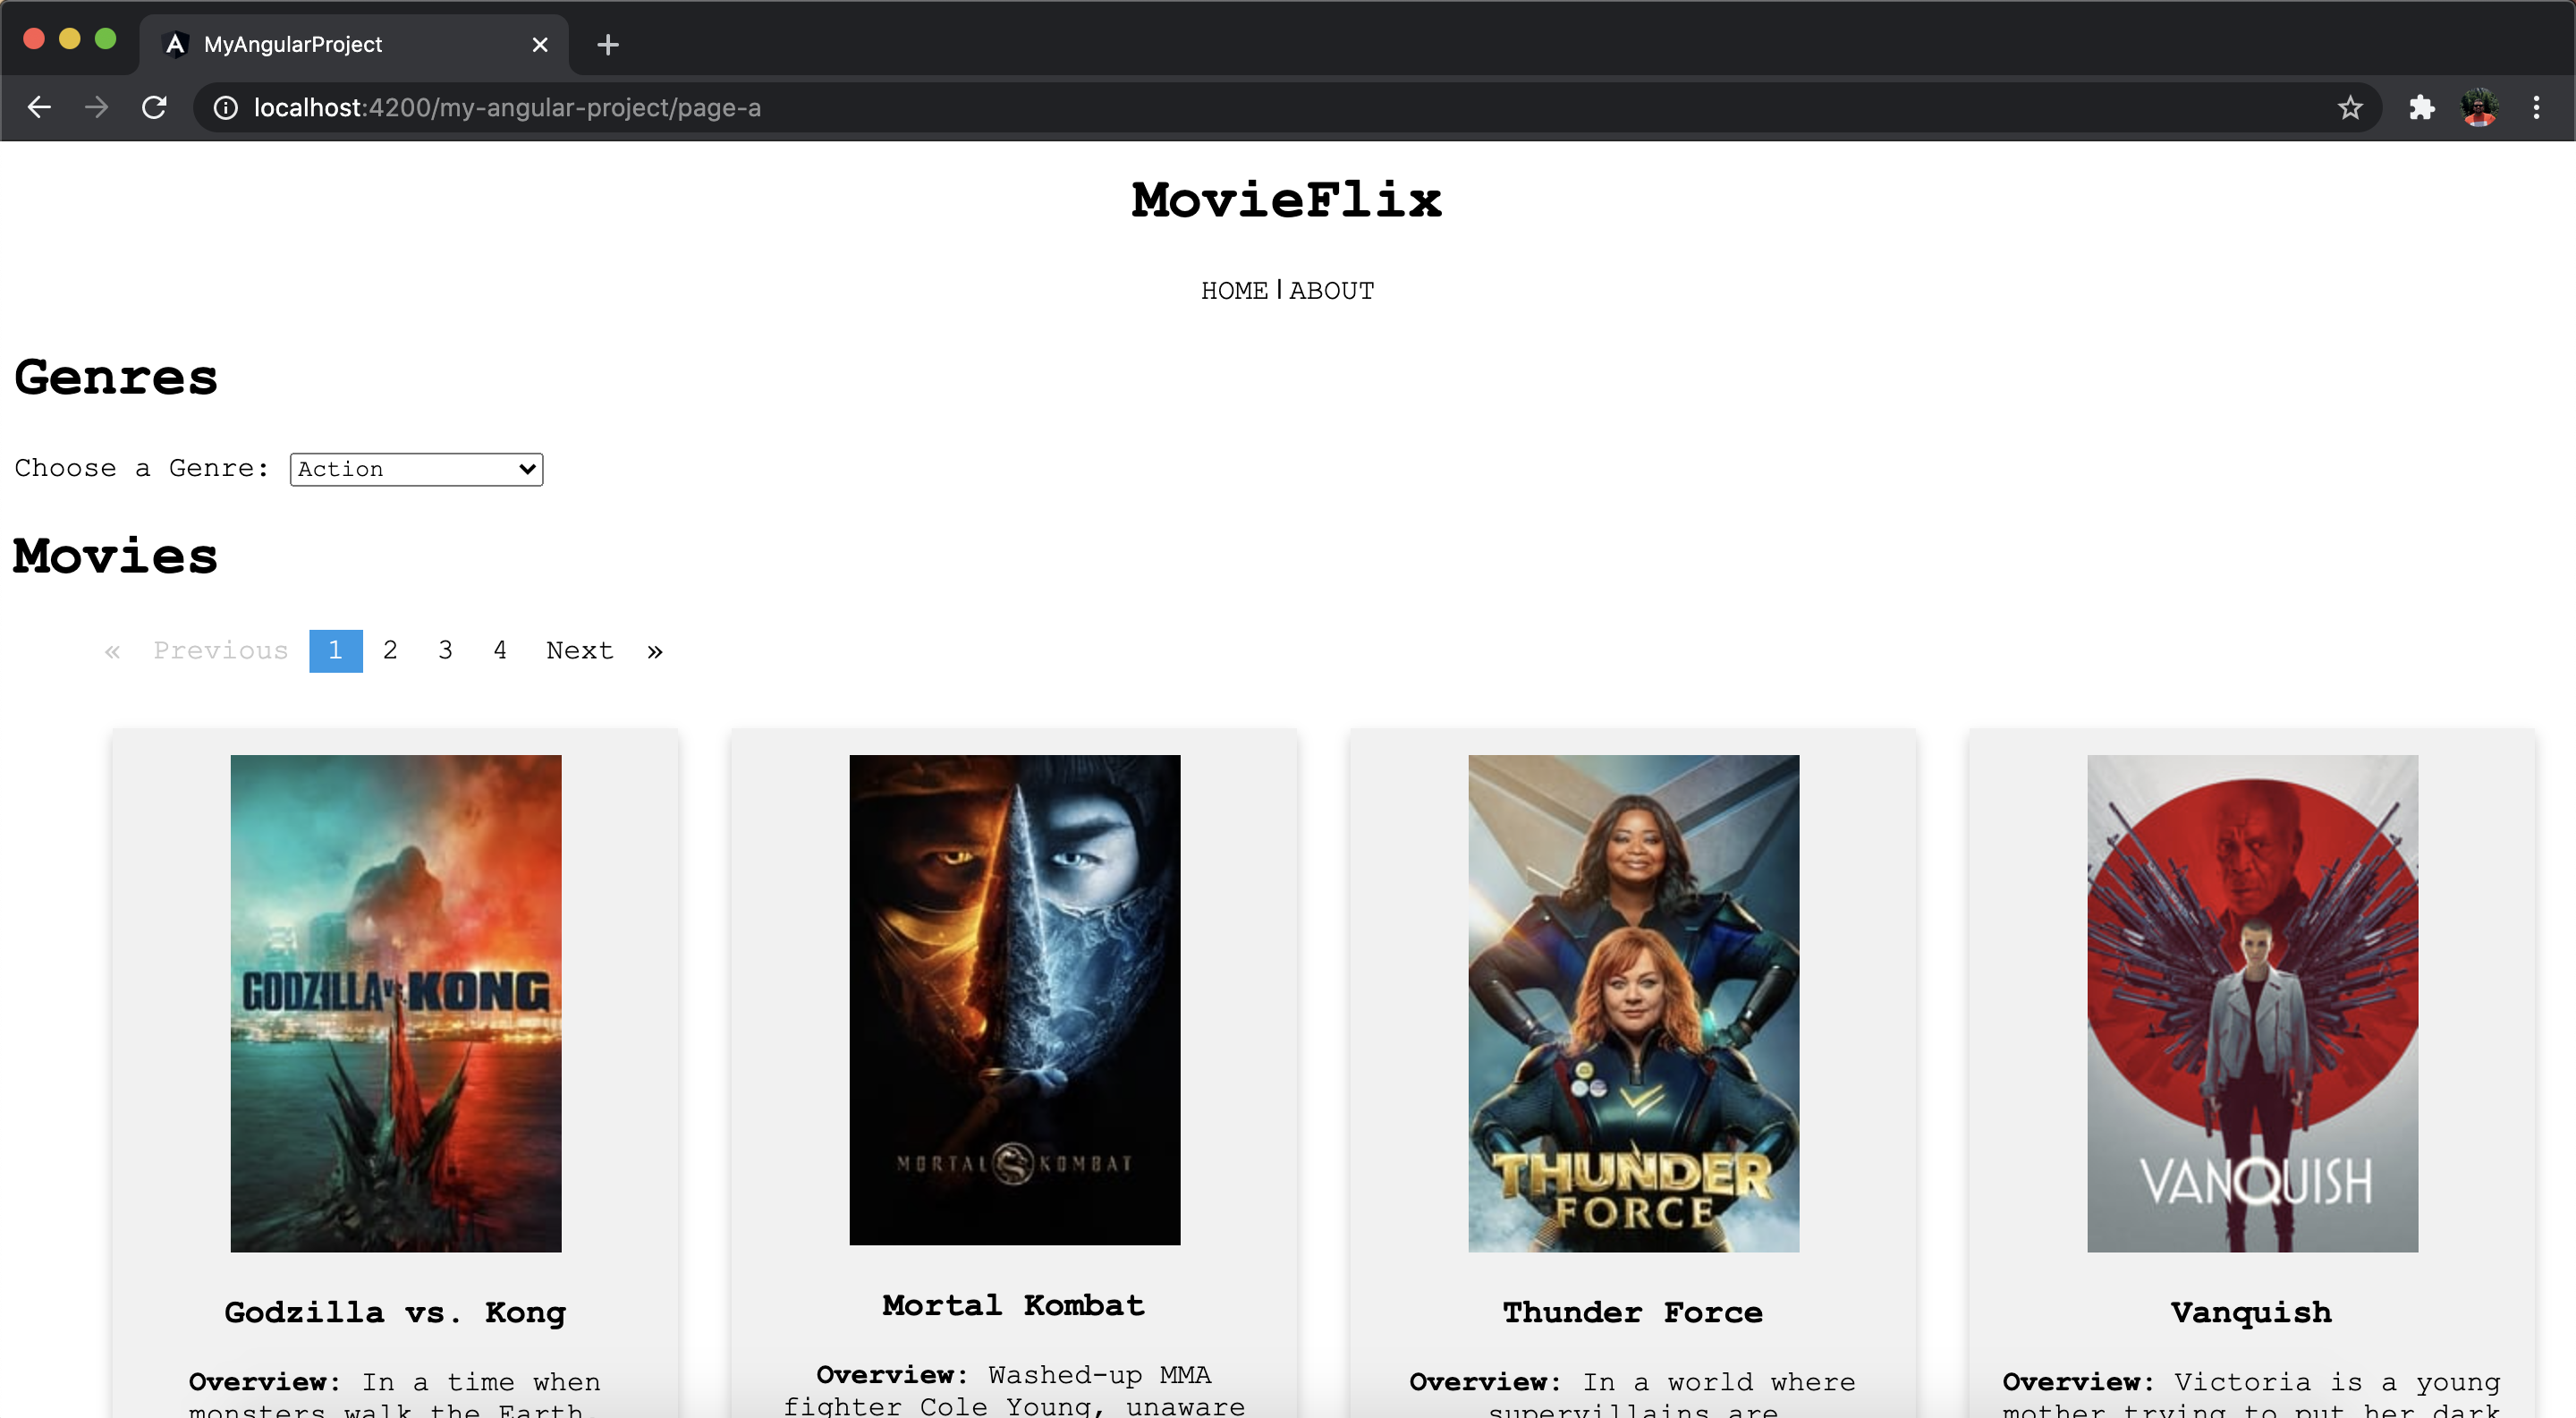 MyAngularProject
localhost:4200/my-angular-project/page-a
MovieFlix
HOME | ABOUT
Genres
Choose a Genre: Action
Movies
« Previous 1 2 3 4 Next »
GODZILLA vs KONG
MORTAL KOMBAT
THUNDER
FORCE
VANQUISH
Godzilla vs. Kong
Overview: In a time when
monsters walk the Earth,
Mortal Kombat
Overview: Washed-up MMA
fighter Cole Young, unaware
Thunder Force
Overview: In a world where
supervillains are
Vanquish
Overview: Victoria is a young
mother trying to put her dark